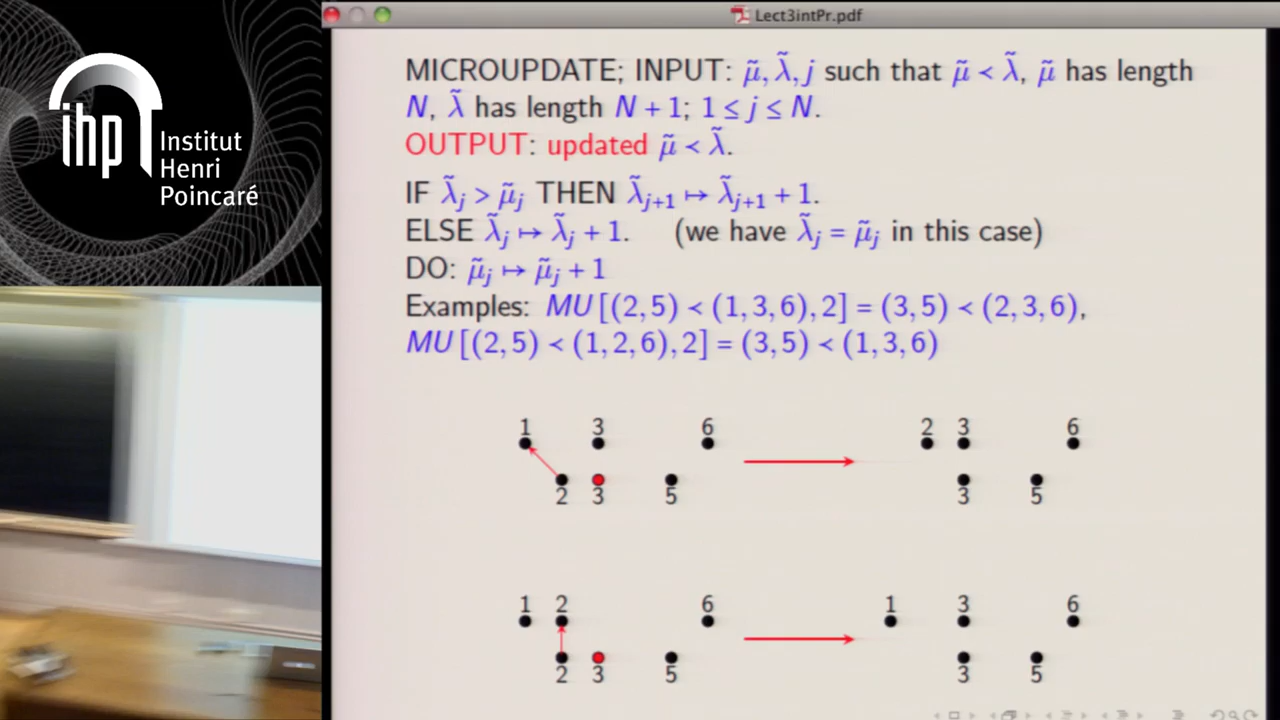 Lect3intPr.pdf
ihp Institut
Henri
Poincaré
MICROUPDATE; INPUT: μ̃, λ̃, j such that μ̃ ≺ λ̃, μ̃ has length
N, λ̃ has length N + 1; 1 ≤ j ≤ N.
OUTPUT: updated μ̃ ≺ λ̃.
IF λ̃_j > μ̃_j THEN λ̃_{j+1} ↦ λ̃_{j+1} + 1.
ELSE λ̃_j ↦ λ̃_j + 1. (we have λ̃_j = μ̃_j in this case)
DO: μ̃_j ↦ μ̃_j + 1
Examples: MU[(2, 5) ≺ (1, 3, 6), 2] = (3, 5) ≺ (2, 3, 6),
MU[(2, 5) ≺ (1, 2, 6), 2] = (3, 5) ≺ (1, 3, 6)
1 3 6 2 3 6
2 3 5 3 5
1 2 6 1 3 6
2 3 5 3 5